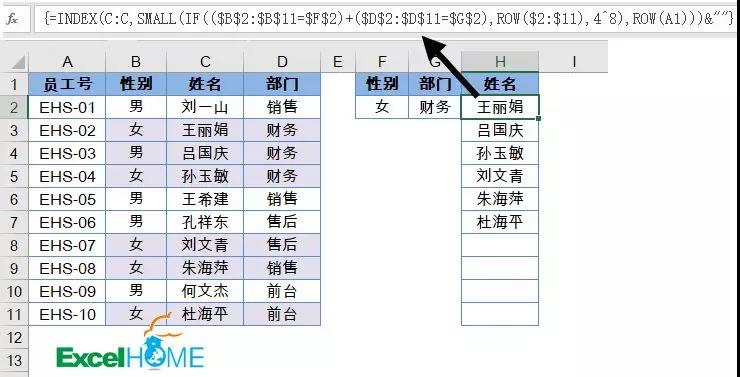 fx {=INDEX(C:C,SMALL(IF(($B$2:$B$11=$F$2)+($D$2:$D$11=$G$2),ROW($2:$11),4^8),ROW(A1)))&""}
A B C D E F G H I
1 员工号 性别 姓名 部门 性别 部门 姓名
2 EHS-01 男 刘一山 销售 女 财务 王丽娟
3 EHS-02 女 王丽娟 财务 吕国庆
4 EHS-03 男 吕国庆 财务 孙玉敏
5 EHS-04 女 孙玉敏 财务 刘文青
6 EHS-05 男 王希建 销售 朱海萍
7 EHS-06 男 孔祥东 售后 杜海平
8 EHS-07 女 刘文青 售后
9 EHS-08 女 朱海萍 销售
10 EHS-09 男 何文杰 前台
11 EHS-10 女 杜海平 前台
12
13
ExcelHOME